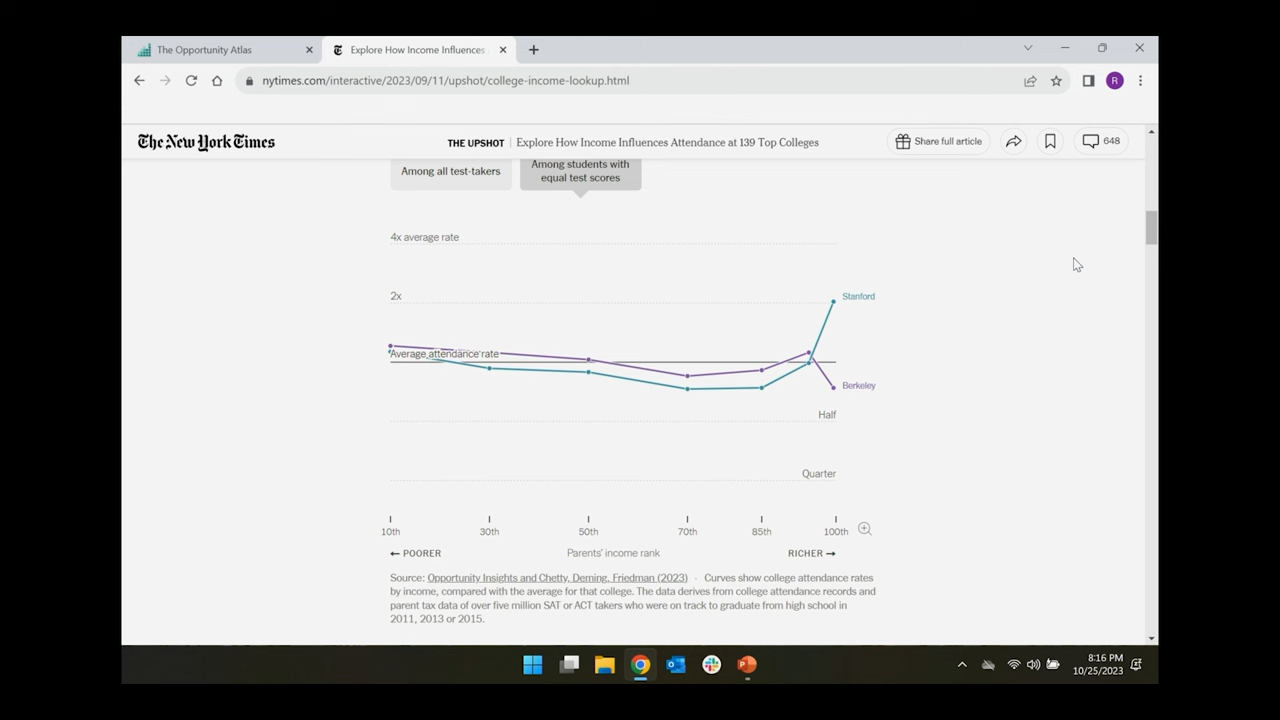 The Opportunity Atlas
Explore How Income Influences
nytimes.com/interactive/2023/09/11/upshot/college-income-lookup.html
R
The New York Times
THE UPSHOT | Explore How Income Influences Attendance at 139 Top Colleges
Share full article
648
Among all test-takers
Among students with
equal test scores
4x average rate
2x
Stanford
Average attendance rate
Berkeley
Half
Quarter
10th 30th 50th 70th 85th 100th
← POORER Parents' income rank RICHER →
Source: Opportunity Insights and Chetty, Deming, Friedman (2023) · Curves show college attendance rates
by income, compared with the average for that college. The data derives from college attendance records and
parent tax data of over five million SAT or ACT takers who were on track to graduate from high school in
2011, 2013 or 2015.
8:16 PM
10/25/2023